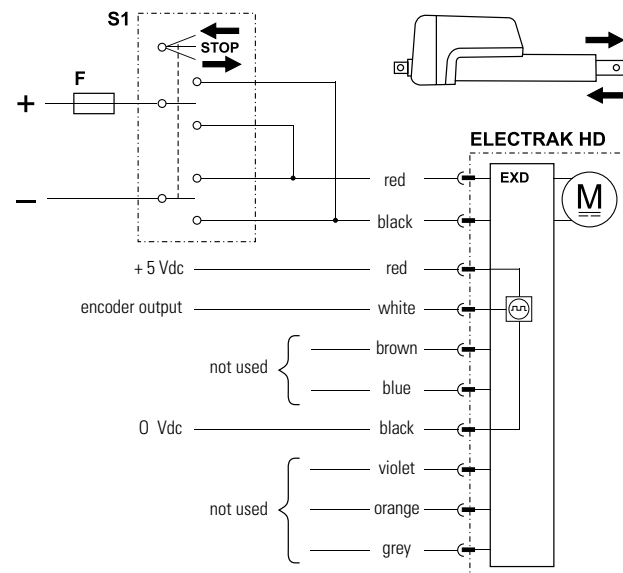 S1
STOP
F
+
–
ELECTRAK HD
EXD
M
red
black
+ 5 Vdc
red
encoder output
white
brown
not used
blue
0 Vdc
black
violet
not used
orange
grey